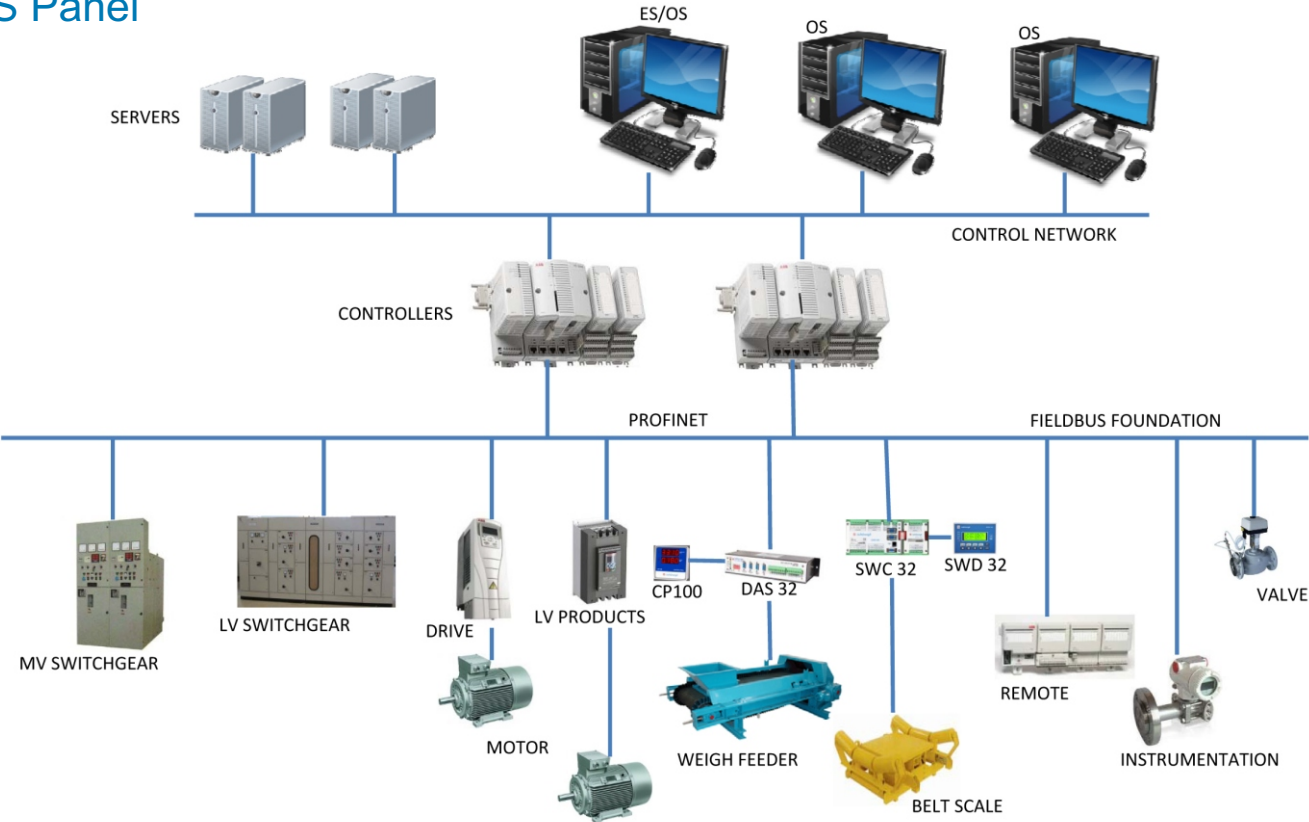 S Panel
ES/OS
OS
OS
SERVERS
CONTROL NETWORK
CONTROLLERS
PROFINET
FIELDBUS FOUNDATION
CP100
DAS 32
SWC 32
SWD 32
VALVE
LV PRODUCTS
LV SWITCHGEAR
DRIVE
MV SWITCHGEAR
REMOTE
MOTOR
WEIGH FEEDER
INSTRUMENTATION
BELT SCALE